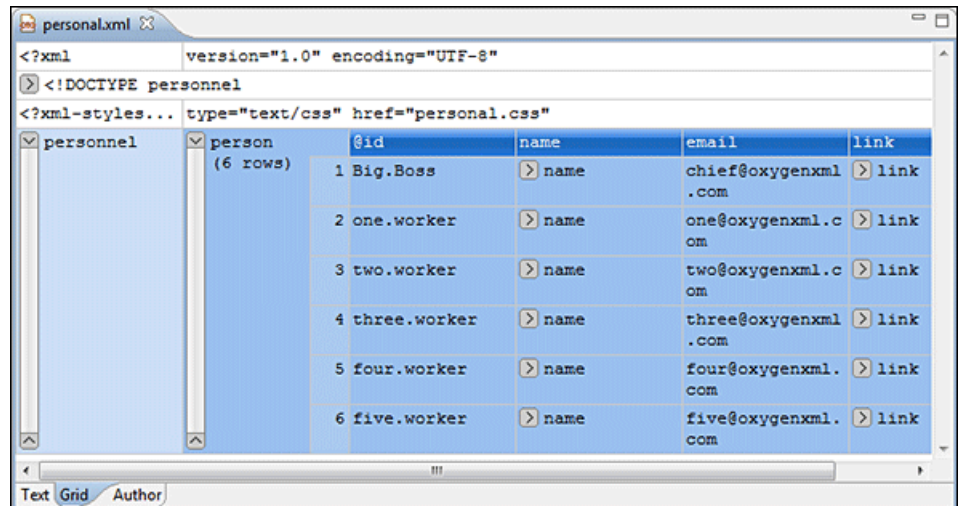 personal.xml
<?xml version="1.0" encoding="UTF-8"
<!DOCTYPE personnel
<?xml-styles... type="text/css" href="personal.css"
personnel person @id name email link
(6 rows) 1 Big.Boss name chief@oxygenxml link
.com
2 one.worker name one@oxygenxml.c link
om
3 two.worker name two@oxygenxml.c link
om
4 three.worker name three@oxygenxml link
.com
5 four.worker name four@oxygenxml. link
com
6 five.worker name five@oxygenxml. link
com
Text Grid Author